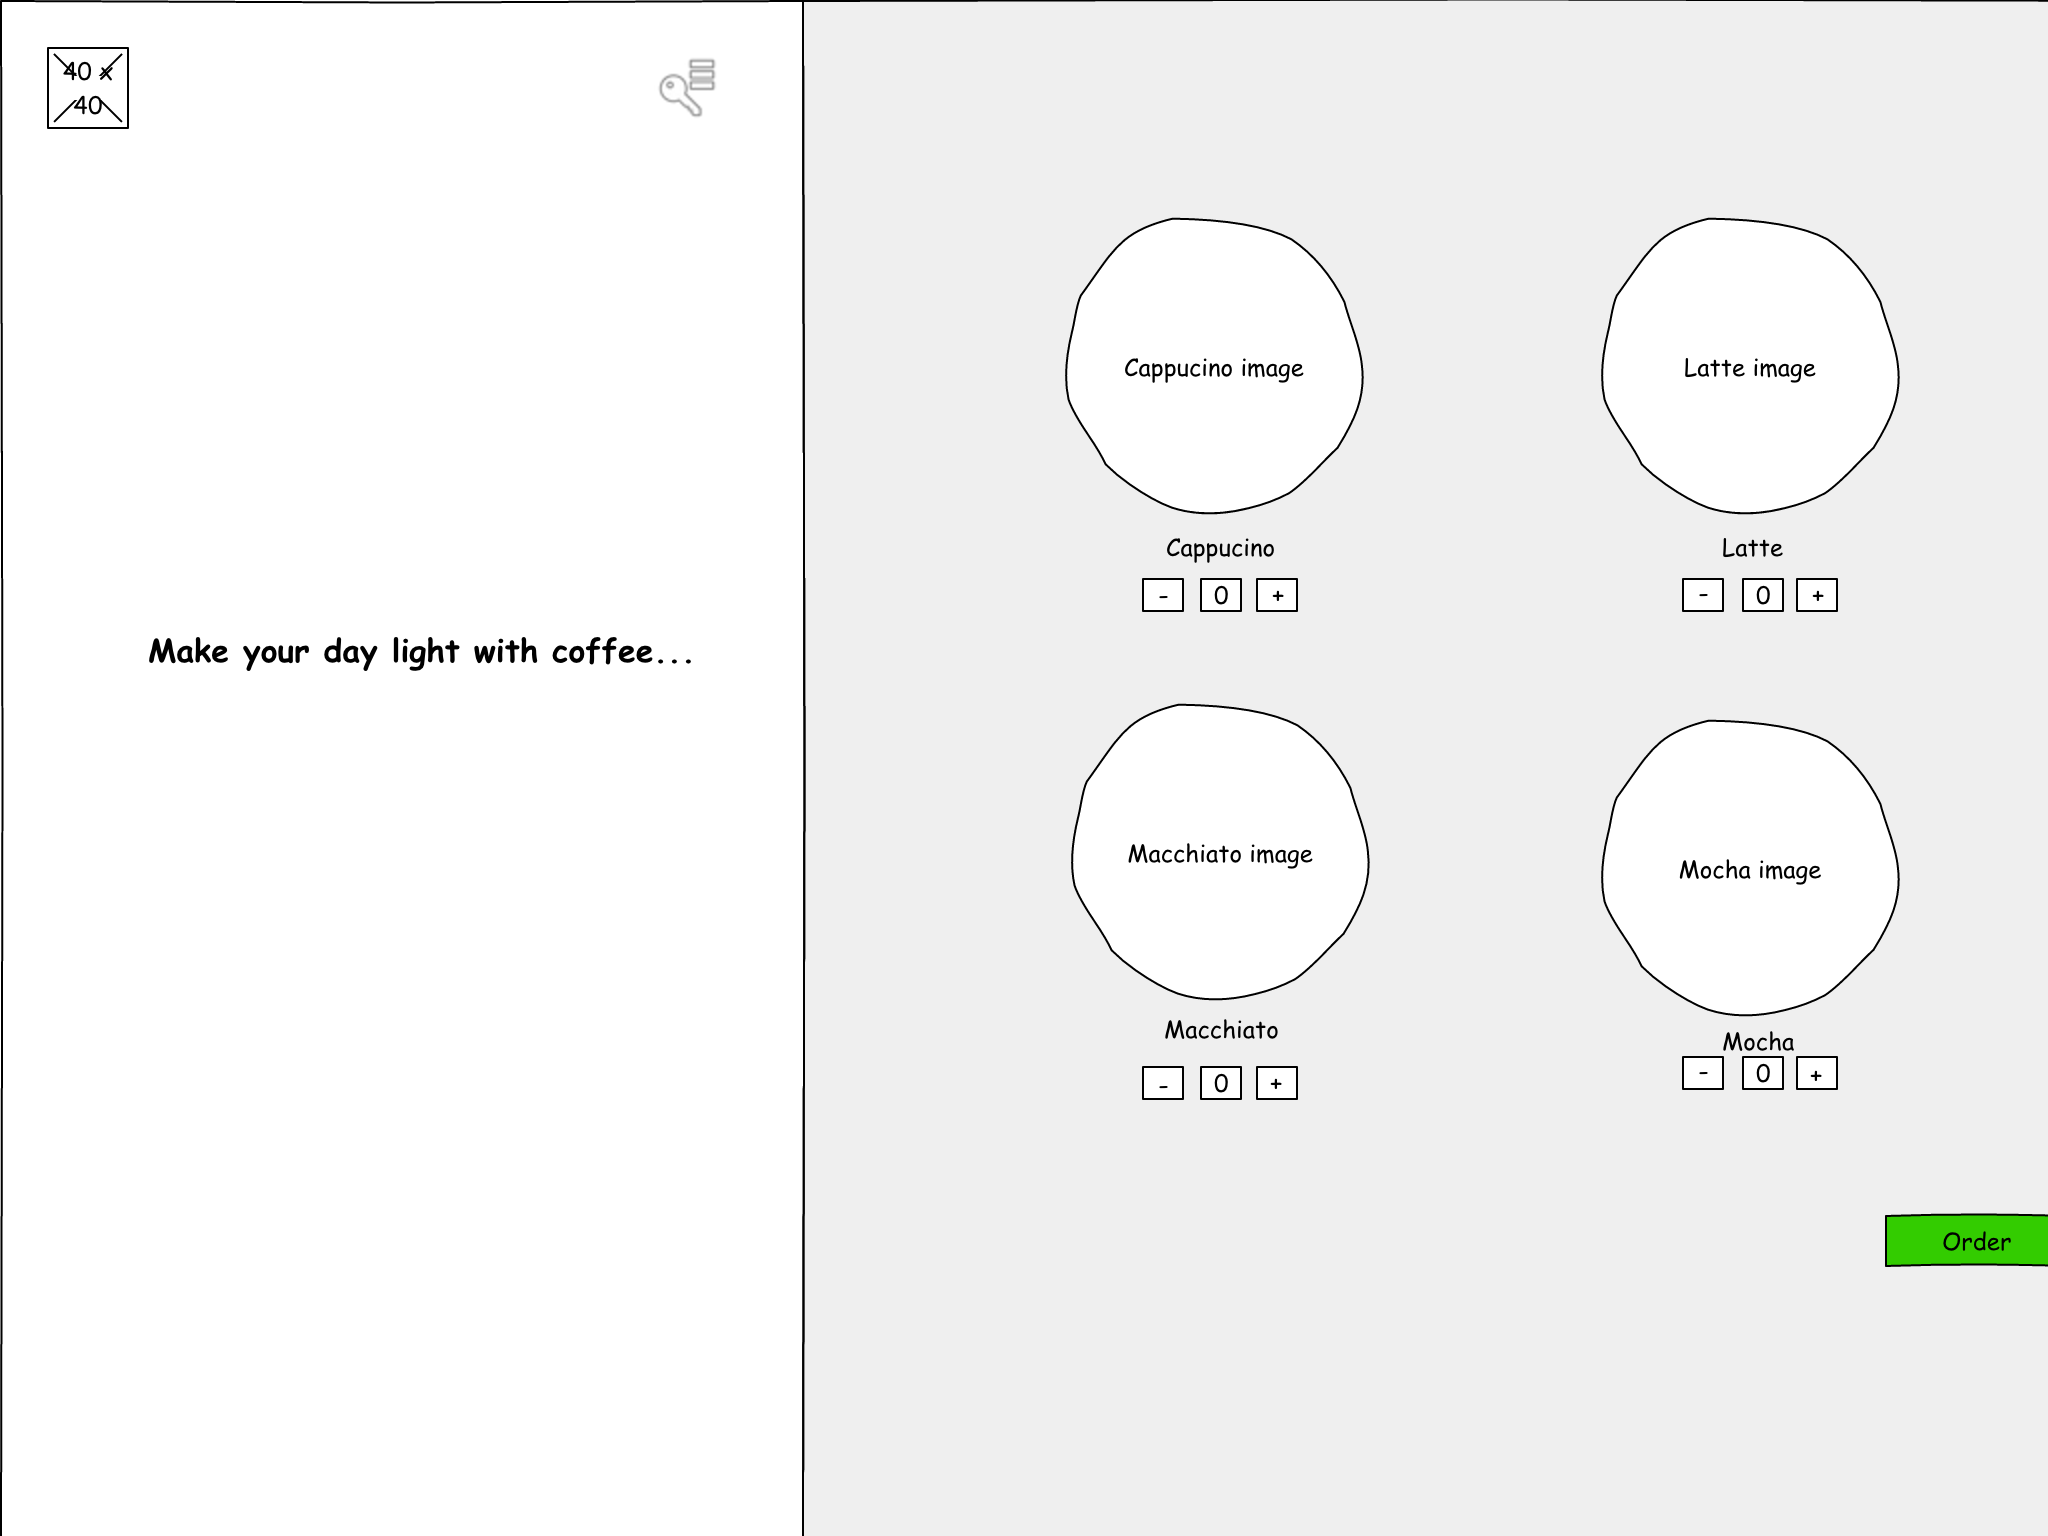 40 x
40
Make your day light with coffee...
Cappucino image
Latte image
Cappucino
Latte
- 0 +
- 0 +
Macchiato image
Mocha image
Macchiato
Mocha
- 0 +
- 0 +
Order